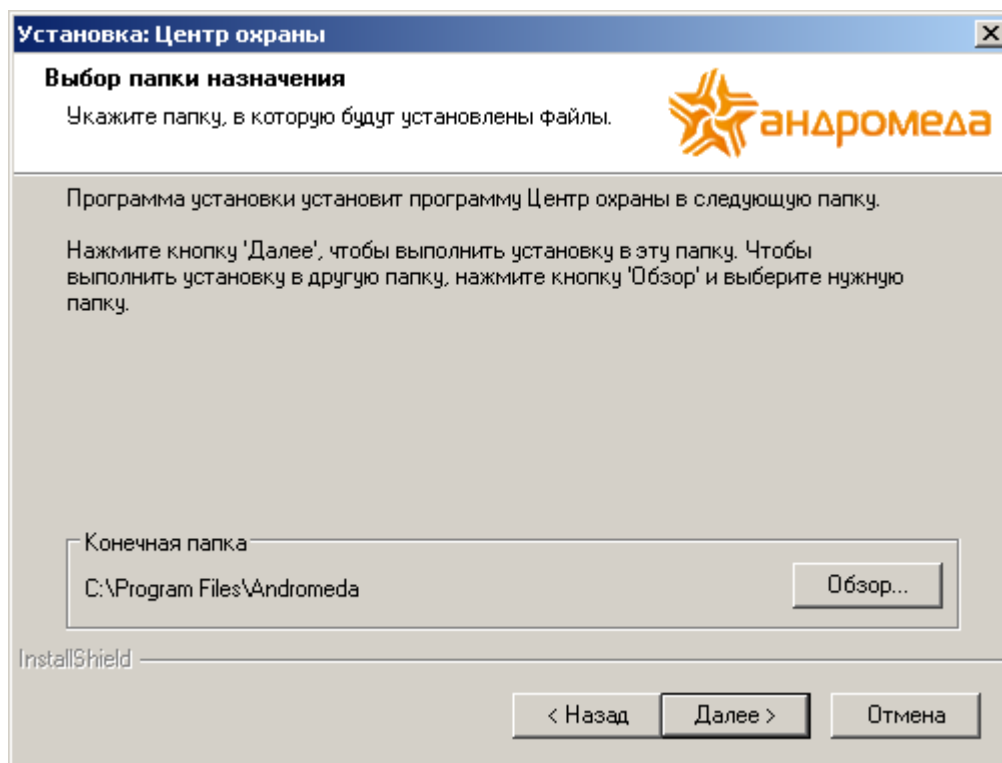 Установка: Центр охраны
Выбор папки назначения
Укажите папку, в которую будут установлены файлы.
андромеда
Программа установки установит программу Центр охраны в следующую папку.
Нажмите кнопку 'Далее', чтобы выполнить установку в эту папку. Чтобы
выполнить установку в другую папку, нажмите кнопку 'Обзор' и выберите нужную
папку.
Конечная папка
C:\Program Files\Andromeda
Обзор...
InstallShield
< Назад
Далее >
Отмена